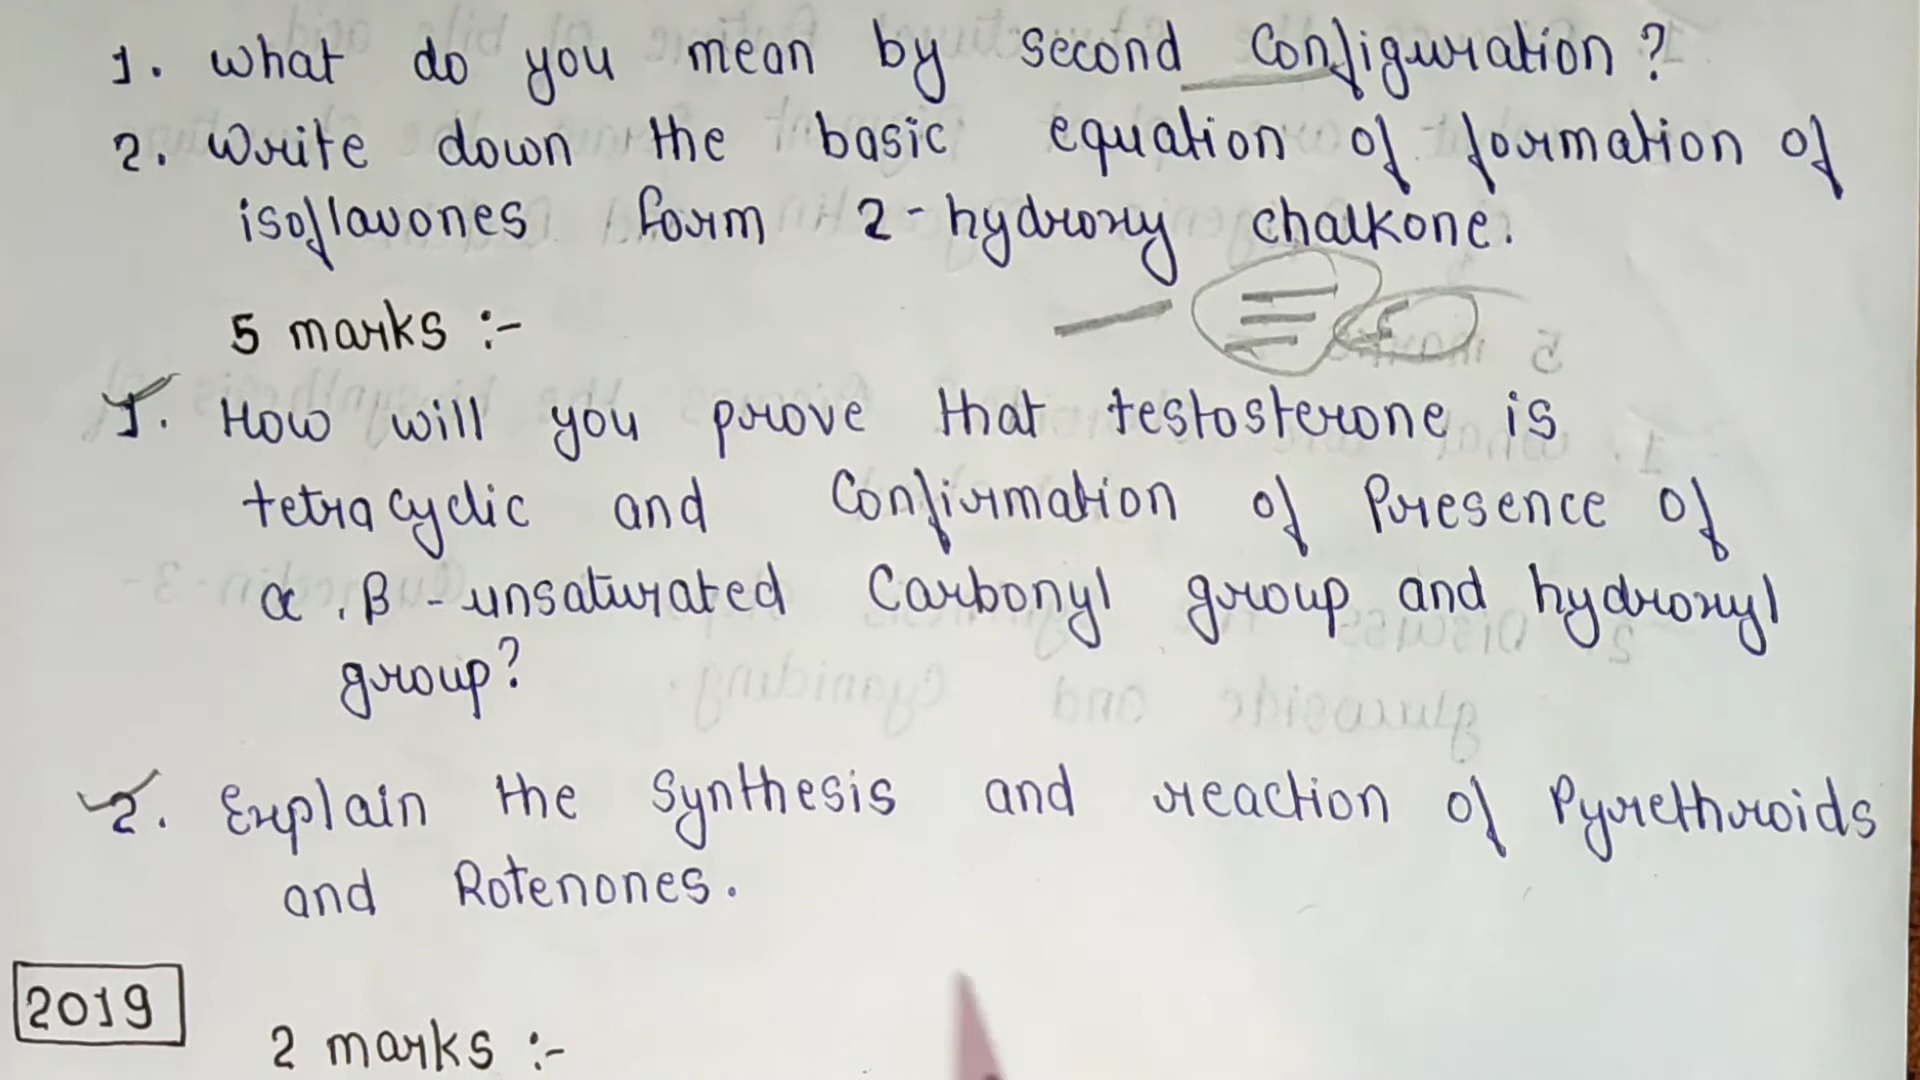 1. What do you mean by second Configuration?
2. Write down the basic equation of formation of
isoflavones form 2-hydroxy chalkone.
5 marks :-
1. How will you prove that testosterone is
tetracyclic and Confirmation of Presence of
α, β-unsaturated Carbonyl group and hydroxyl
group?
2. Explain the Synthesis and reaction of Pyrethroids
and Rotenones.
2019
2 marks :-